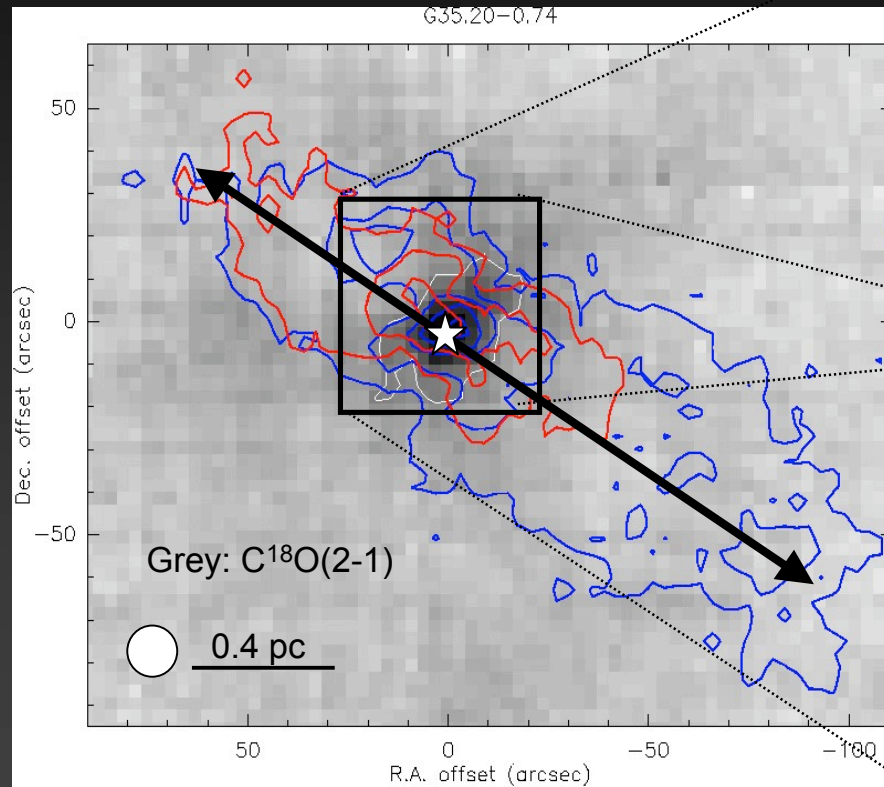 G35.20−0.74
50
0
−50
Dec. offset (arcsec)
Grey: C¹⁸O(2-1)
0.4 pc
50
0
−50
−100
R.A. offset (arcsec)